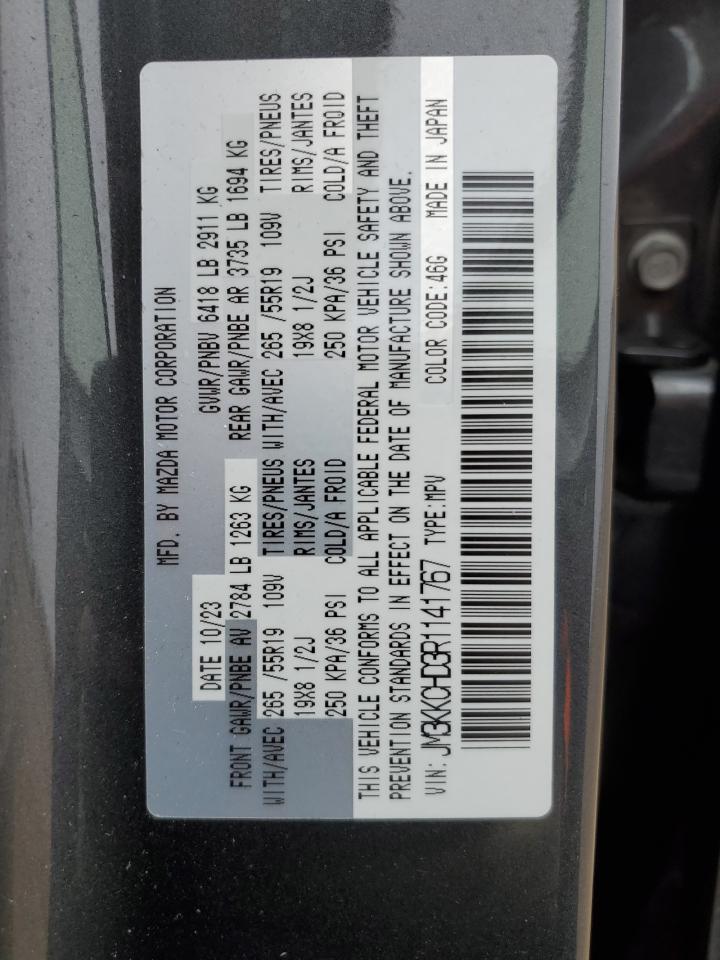 MFD. BY MAZDA MOTOR CORPORATION
DATE 10/23 GVWR/PNBV 6418 LB 2911 KG
FRONT GAWR/PNBE AV 2784 LB 1263 KG REAR GAWR/PNBE AR 3735 LB 1694 KG
WITH/AVEC 265 /55R19 109V TIRES/PNEUS WITH/AVEC 265 /55R19 109V TIRES/PNEUS
19X8 1/2J RIMS/JANTES 19X8 1/2J RIMS/JANTES
250 KPA/36 PSI COLD/A FROID 250 KPA/36 PSI COLD/A FROID
THIS VEHICLE CONFORMS TO ALL APPLICABLE FEDERAL MOTOR VEHICLE SAFETY AND THEFT
PREVENTION STANDARDS IN EFFECT ON THE DATE OF MANUFACTURE SHOWN ABOVE.
VIN: JM3KKCHD3R1141767 TYPE:MPV COLOR CODE:46G MADE IN JAPAN